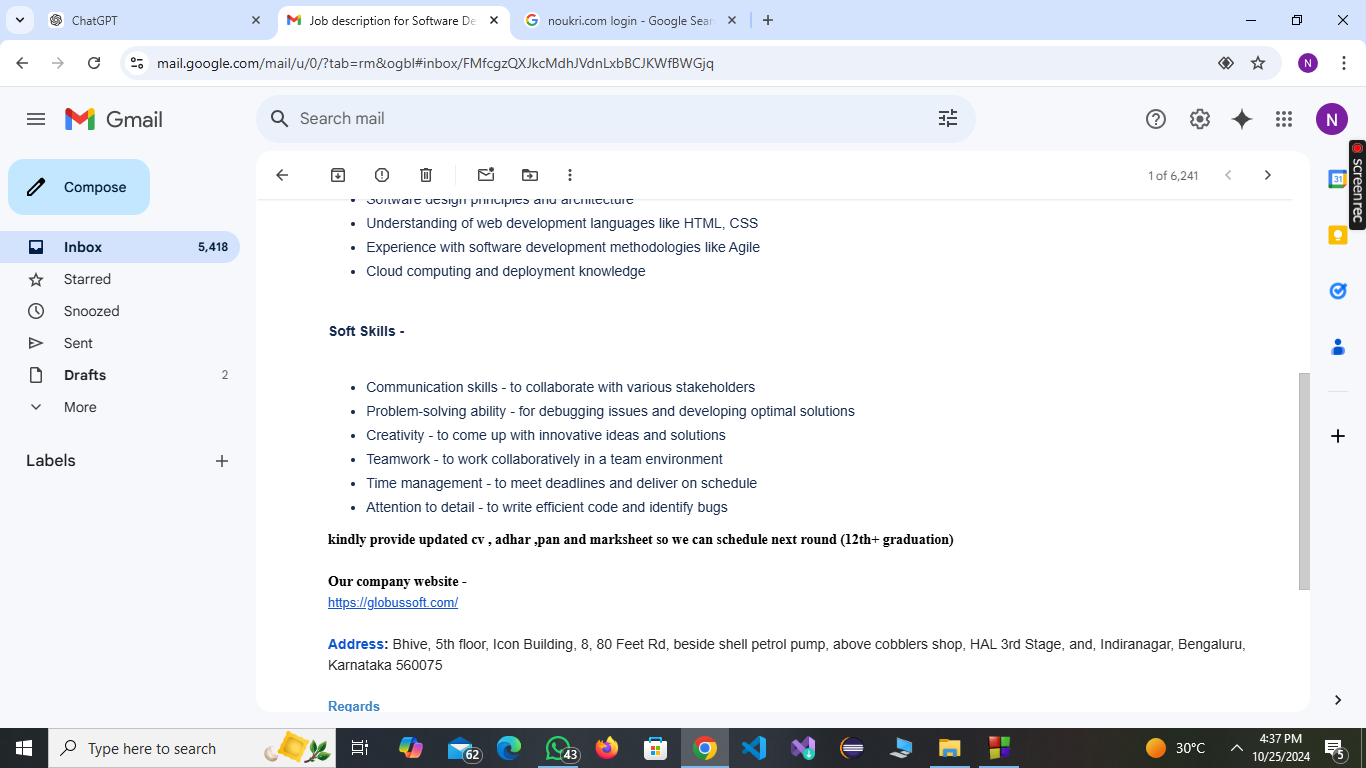 ChatGPT
Job description for Software De
noukri.com login - Google Sear
mail.google.com/mail/u/0/?tab=rm&ogbl#inbox/FMfcgzQXJkcMdhJVdnLxbBCJKWfBWGjq
N
Gmail
Search mail
N
Compose
1 of 6,241
31
screenrec
Inbox 5,418
Starred
Snoozed
Sent
Drafts 2
More
Labels
Software design principles and architecture
Understanding of web development languages like HTML, CSS
Experience with software development methodologies like Agile
Cloud computing and deployment knowledge
Soft Skills -
Communication skills - to collaborate with various stakeholders
Problem-solving ability - for debugging issues and developing optimal solutions
Creativity - to come up with innovative ideas and solutions
Teamwork - to work collaboratively in a team environment
Time management - to meet deadlines and deliver on schedule
Attention to detail - to write efficient code and identify bugs
kindly provide updated cv , adhar ,pan and marksheet so we can schedule next round (12th+ graduation)
Our company website -
https://globussoft.com/
Address: Bhive, 5th floor, Icon Building, 8, 80 Feet Rd, beside shell petrol pump, above cobblers shop, HAL 3rd Stage, and, Indiranagar, Bengaluru,
Karnataka 560075
Regards
Type here to search
62
43
30°C
4:37 PM
10/25/2024
5